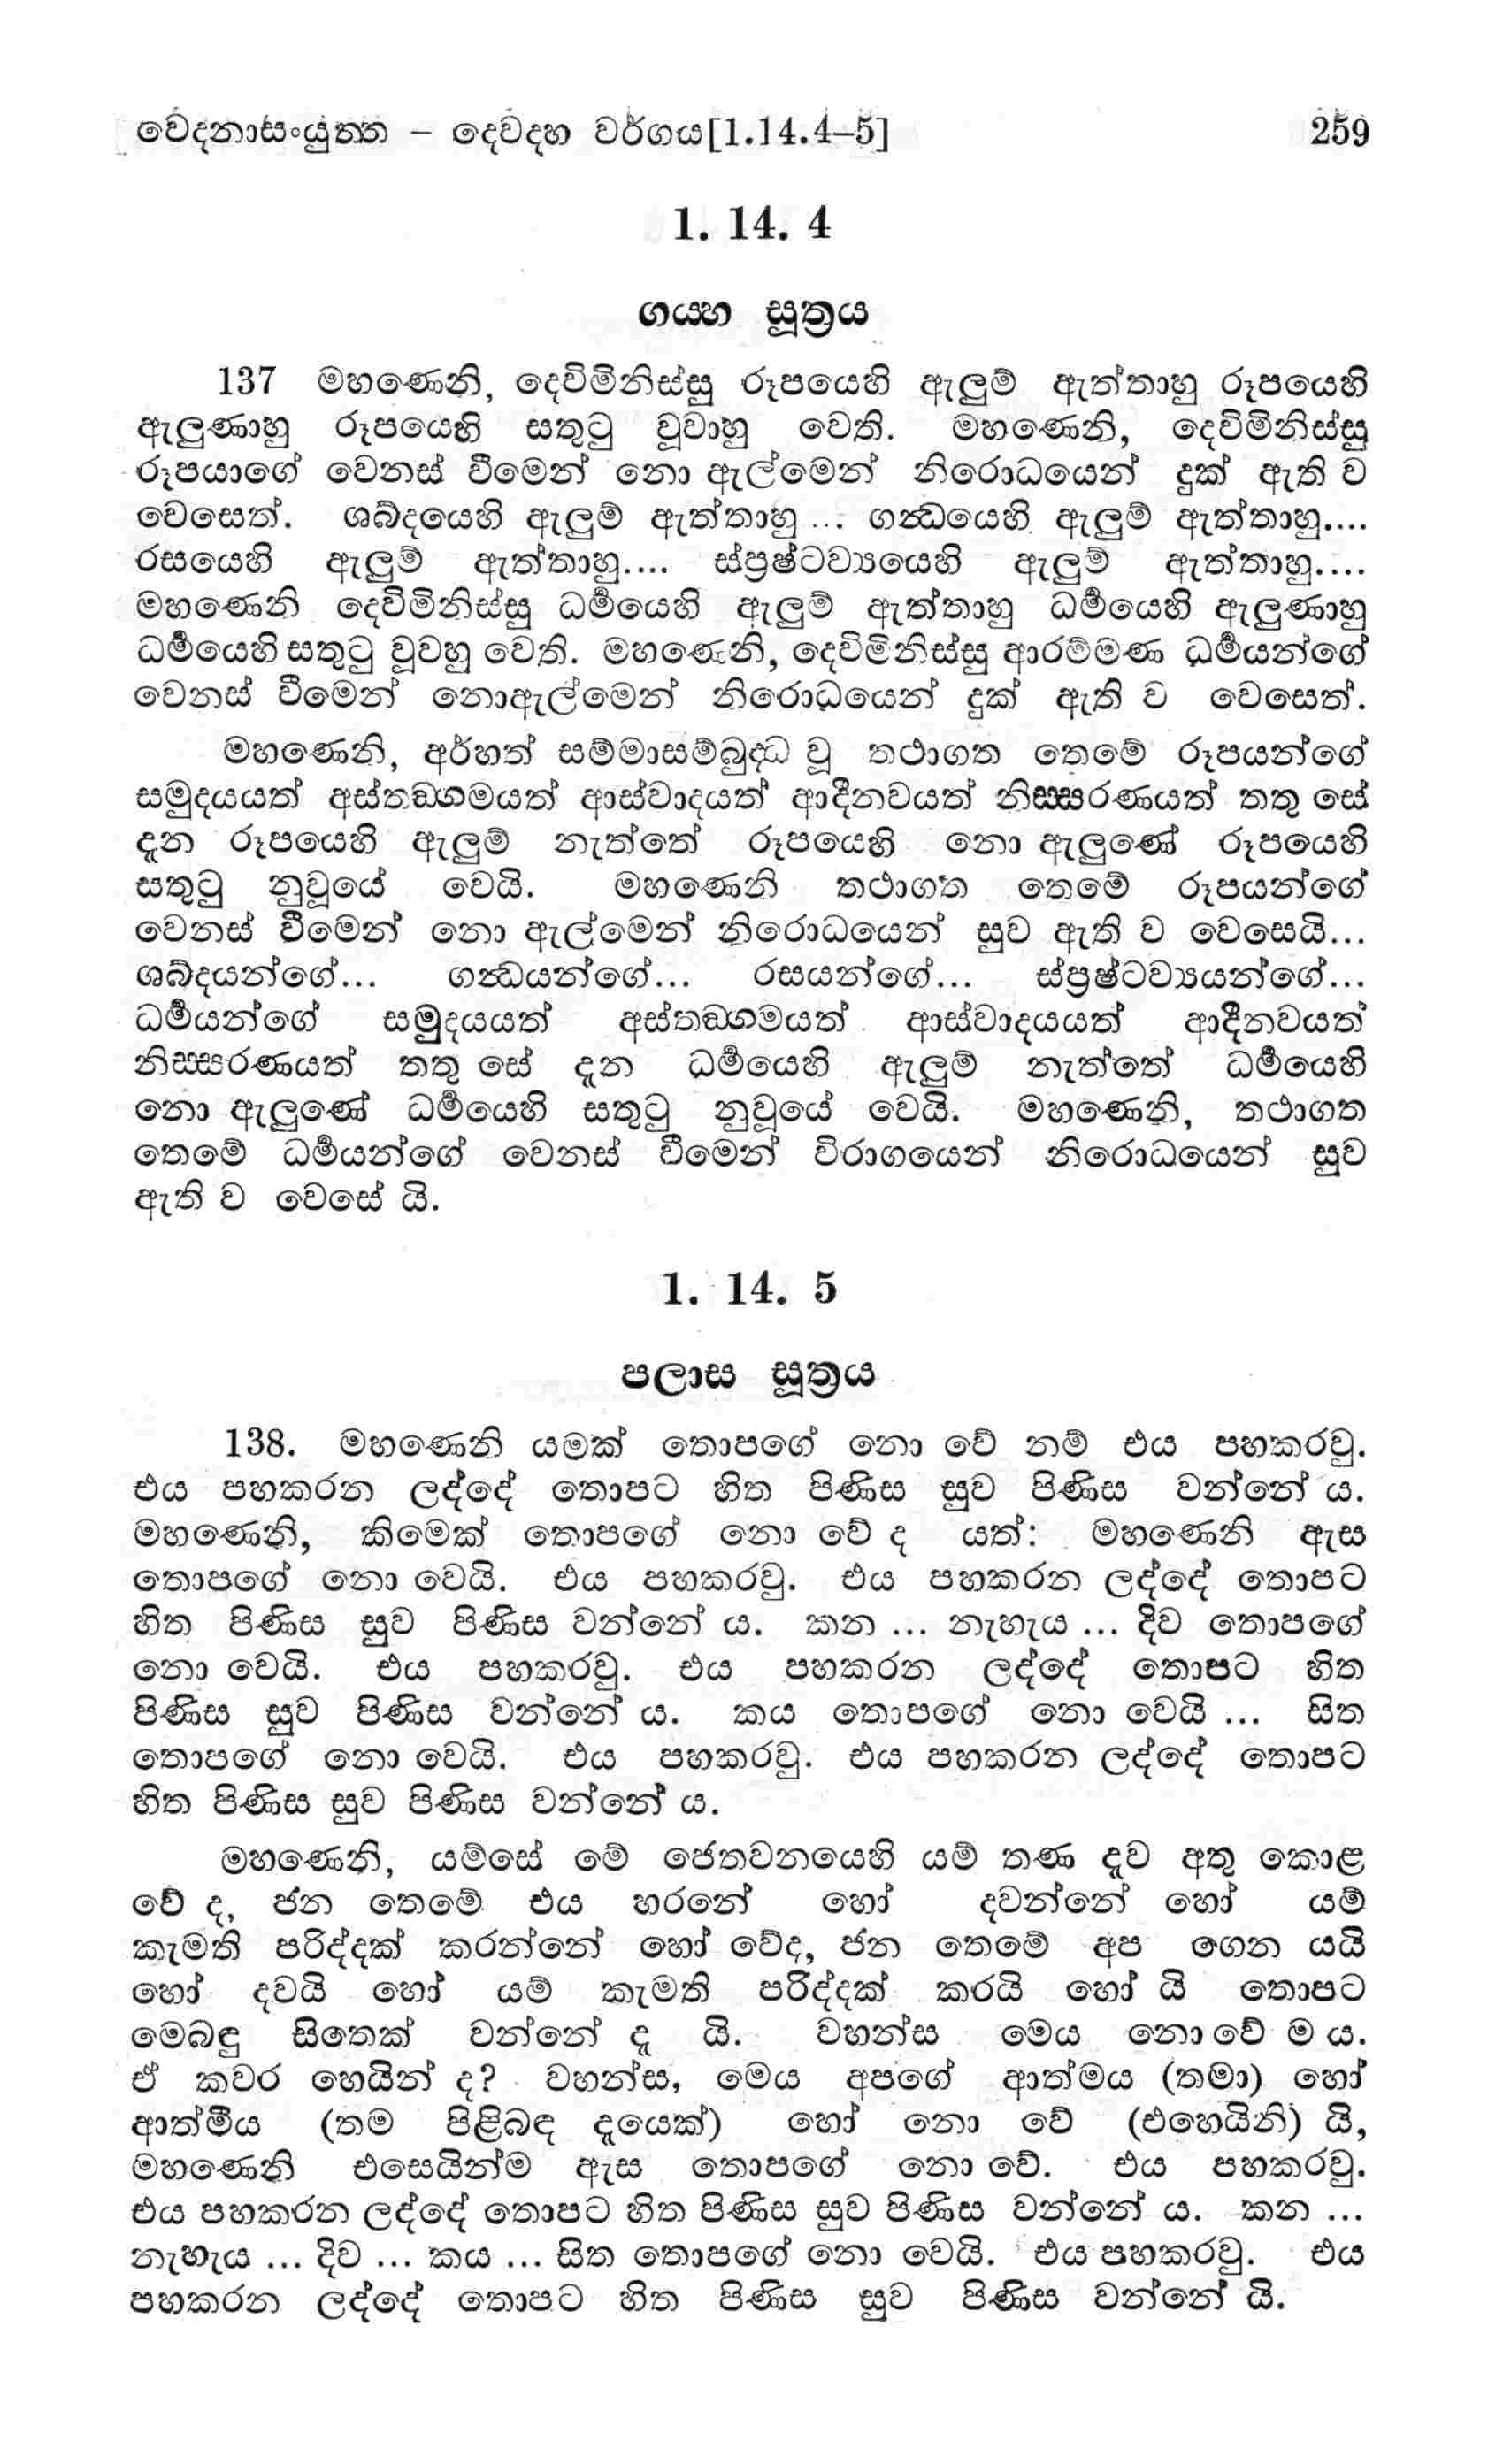 වෙදනාසංයුත්ත – දෙවදහ වර්ගය[1.14.4–5] 259
1. 14. 4
ගය්හ සූත්‍රය
137 මහණෙනි, දෙවිමිනිස්සු රූපයෙහි ඇලුම් ඇත්තාහු රූපයෙහි
ඇලුණාහු රූපයෙහි සතුටු වූවාහු වෙති. මහණෙනි, දෙවිමිනිස්සු
රූපයාගේ වෙනස් වීමෙන් නො ඇල්මෙන් නිරොධයෙන් දුක් ඇති ව
වෙසෙත්. ශබ්දයෙහි ඇලුම් ඇත්තාහු ... ගන්‍ධයෙහි ඇලුම් ඇත්තාහු....
රසයෙහි ඇලුම් ඇත්තාහු.... ස්ප්‍රෂ්ටව්‍යයෙහි ඇලුම් ඇත්තාහු....
මහණෙනි දෙවිමිනිස්සු ධර්‍මයෙහි ඇලුම් ඇත්තාහු ධර්‍මයෙහි ඇලුණාහු
ධර්‍මයෙහි සතුටු වූවහු වෙති. මහණෙනි, දෙවිමිනිස්සු ආරම්මණ ධර්‍මයන්ගේ
වෙනස් වීමෙන් නොඇල්මෙන් නිරොධයෙන් දුක් ඇති ව වෙසෙත්.
මහණෙනි, අර්හත් සම්මාසම්බුද්‍ධ වූ තථාගත තෙමේ රූපයන්ගේ
සමුදයයත් අස්තඞ්ගමයත් ආස්වාදයත් ආදීනවයත් නිස්සරණයත් තතු සේ
දැන රූපයෙහි ඇලුම් නැත්තේ රූපයෙහි නො ඇලුණේ රූපයෙහි
සතුටු නුවූයේ වෙයි. මහණෙනි තථාගත තෙමේ රූපයන්ගේ
වෙනස් වීමෙන් නො ඇල්මෙන් නිරොධයෙන් සුව ඇති ව වෙසෙයි...
ශබ්දයන්ගේ... ගන්‍ධයන්ගේ... රසයන්ගේ... ස්ප්‍රෂ්ටව්‍යයන්ගේ...
ධර්‍මයන්ගේ සමුදයයත් අස්තඞ්ගමයත් ආස්වාදයයත් ආදීනවයත්
නිස්සරණයත් තතු සේ දැන ධර්‍මයෙහි ඇලුම් නැත්තේ ධර්‍මයෙහි
නො ඇලුණේ ධර්‍මයෙහි සතුටු නුවූයේ වෙයි. මහණෙනි, තථාගත
තෙමේ ධර්‍මයන්ගේ වෙනස් වීමෙන් විරාගයෙන් නිරොධයෙන් සුව
ඇති ව වෙසේ යි.
1. 14. 5
පලාස සූත්‍රය
138. මහණෙනි යමක් තොපගේ නො වේ නම් එය පහකරවු.
එය පහකරන ලද්දේ තොපට හිත පිණිස සුව පිණිස වන්නේ ය.
මහණෙනි, කිමෙක් තොපගේ නො වේ ද යත්: මහණෙනි ඇස
තොපගේ නො වෙයි. එය පහකරවු. එය පහකරන ලද්දේ තොපට
හිත පිණිස සුව පිණිස වන්නේ ය. කන ... නැහැය ... දිව තොපගේ
නො වෙයි. එය පහකරවු. එය පහකරන ලද්දේ තොපට හිත
පිණිස සුව පිණිස වන්නේ ය. කය තොපගේ නො වෙයි ... සිත
තොපගේ නො වෙයි. එය පහකරවු. එය පහකරන ලද්දේ තොපට
හිත පිණිස සුව පිණිස වන්නේ ය.
මහණෙනි, යම්සේ මේ ජෙතවනයෙහි යම් තණ දැව අතු කොළ
වේ ද, ජන තෙමේ එය හරනේ හෝ දවන්නේ හෝ යම්
කැමති පරිද්දක් කරන්නේ හෝ වේද, ජන තෙමේ අප ගෙන යයි
හෝ දවයි හෝ යම් කැමති පරිද්දක් කරයි හෝ යි තොපට
මෙබඳු සිතෙක් වන්නේ දැ යි. වහන්ස මෙය නො වේ ම ය.
ඒ කවර හෙයින් ද? වහන්ස, මෙය අපගේ ආත්මය (තමා) හෝ
ආත්මීය (තම පිළිබඳ දැයෙක්) හෝ නො වේ (එහෙයිනි) යි,
මහණෙනි එසෙයින්ම ඇස තොපගේ නො වේ. එය පහකරවු.
එය පහකරන ලද්දේ තොපට හිත පිණිස සුව පිණිස වන්නේ ය. කන ...
නැහැය ... දිව ... කය ... සිත තොපගේ නො වෙයි. එය පහකරවු. එය
පහකරන ලද්දේ තොපට හිත පිණිස සුව පිණිස වන්නේ යි.